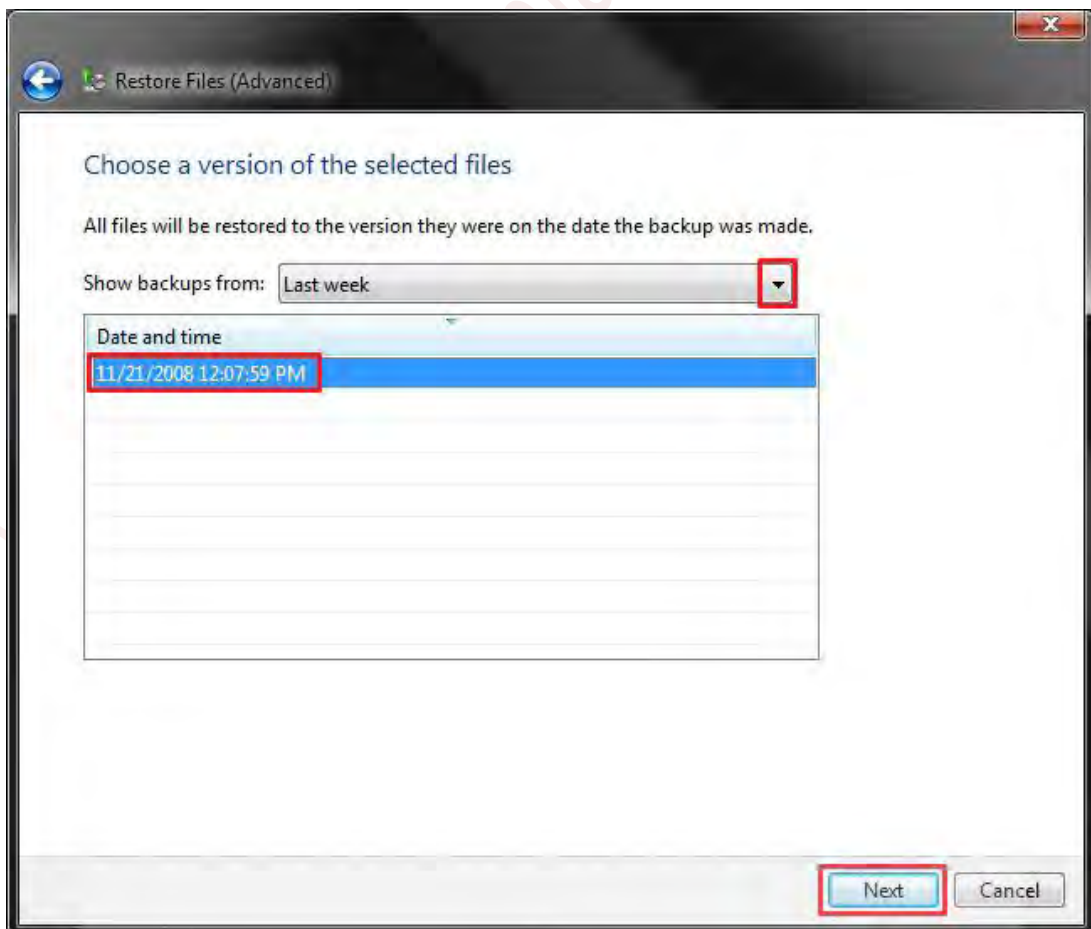 X
Restore Files (Advanced)
Choose a version of the selected files
All files will be restored to the version they were on the date the backup was made.
Show backups from: Last week
Date and time
11/21/2008 12:07:59 PM
Next Cancel